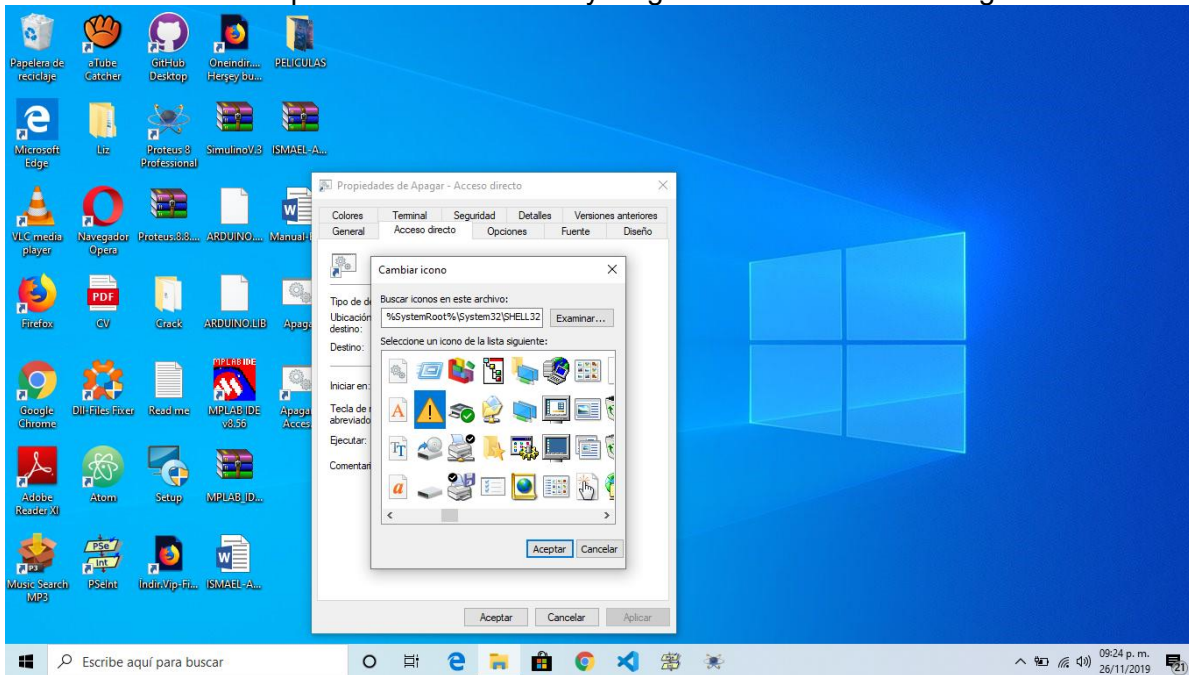 Papelera de reciclaje
aTube Catcher
GitHub Desktop
Oneindir.... Herşey bu...
PELICULAS
Microsoft Edge
Liz
Proteus 8 Professional
SimulinoV.3
ISMAEL-A...
VLC media player
Navegador Opera
Proteus.8.8....
ARDUINO....
Manual-
Firefox
PDF
CV
Crack
ARDUINO.LIB
Apaga
Google Chrome
Dll-Files Fixer
Read me
MPLAB IDE
MPLAB IDE v8.56
Apaga Acces
Adobe Reader XI
Atom
Setup
MPLAB_ID...
Music Search MP3
PSeInt
İndir.Vip-Fi...
ISMAEL-A...
Propiedades de Apagar - Acceso directo
Colores Terminal Seguridad Detalles Versiones anteriores
General Acceso directo Opciones Fuente Diseño
Tipo de de
Ubicación
destino:
Destino:
Iniciar en:
Tecla de
abreviado
Ejecutar:
Comentari
Cambiar icono
Buscar iconos en este archivo:
%SystemRoot%\System32\SHELL32
Examinar...
Seleccione un icono de la lista siguiente:
Aceptar Cancelar
Aceptar Cancelar Aplicar
Escribe aquí para buscar
09:24 p. m.
26/11/2019
21